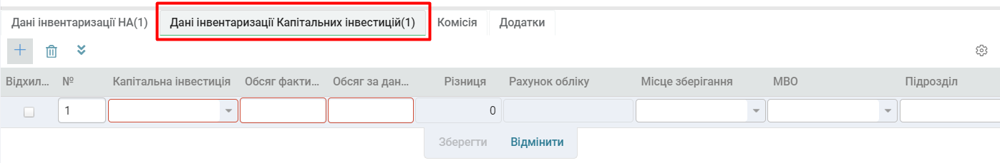 Дані інвентаризації НА(1) Дані інвентаризації Капітальних інвестицій(1) Комісія Додатки
Відхил... № Капітальна інвестиція Обсяг факти... Обсяг за дан... Різниця Рахунок обліку Місце зберігання МВО Підрозділ
1 0
Зберегти Відмінити